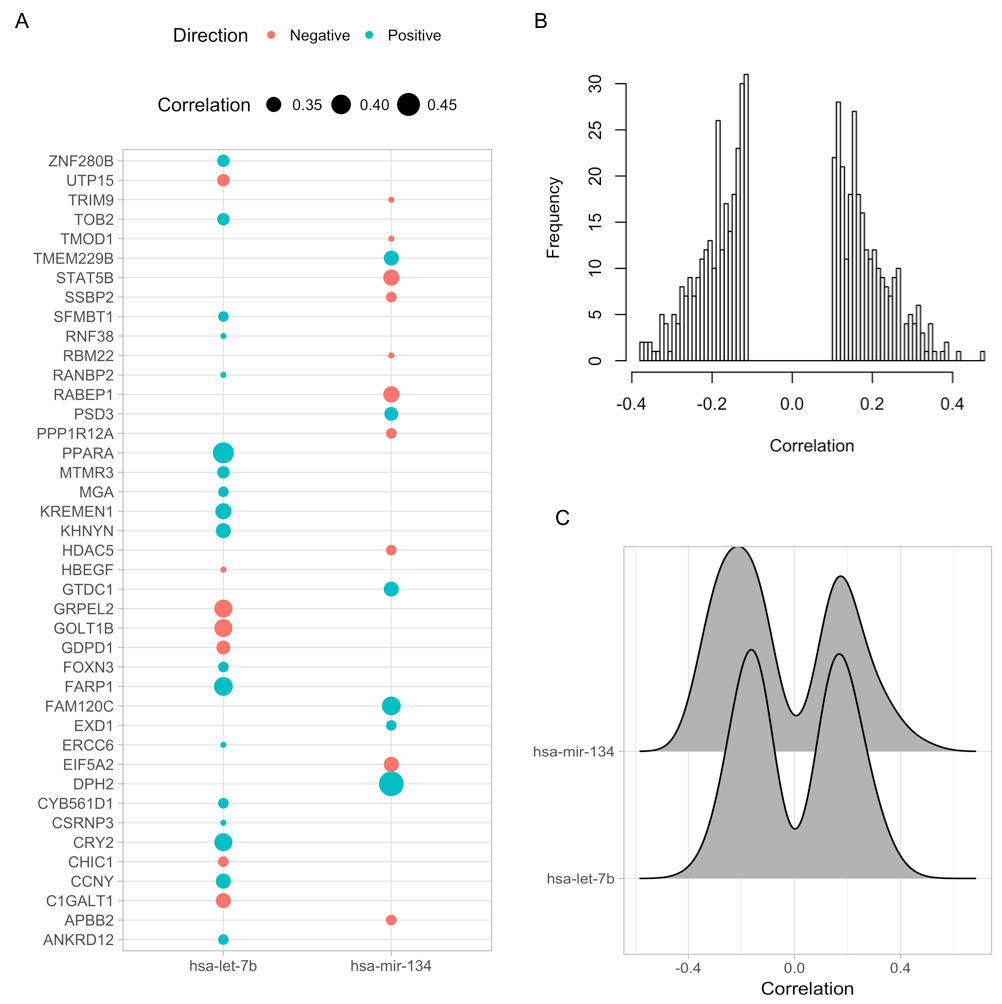 A
Direction Negative Positive
Correlation 0.35 0.40 0.45
ZNF280B
UTP15
TRIM9
TOB2
TMOD1
TMEM229B
STAT5B
SSBP2
SFMBT1
RNF38
RBM22
RANBP2
RABEP1
PSD3
PPP1R12A
PPARA
MTMR3
MGA
KREMEN1
KHNYN
HDAC5
HBEGF
GTDC1
GRPEL2
GOLT1B
GDPD1
FOXN3
FARP1
FAM120C
EXD1
ERCC6
EIF5A2
DPH2
CYB561D1
CSRNP3
CRY2
CHIC1
CCNY
C1GALT1
APBB2
ANKRD12
hsa-let-7b hsa-mir-134
B
Frequency
30
25
20
15
10
5
0
-0.4 -0.2 0.0 0.2 0.4
Correlation
C
hsa-mir-134
hsa-let-7b
-0.4 0.0 0.4
Correlation